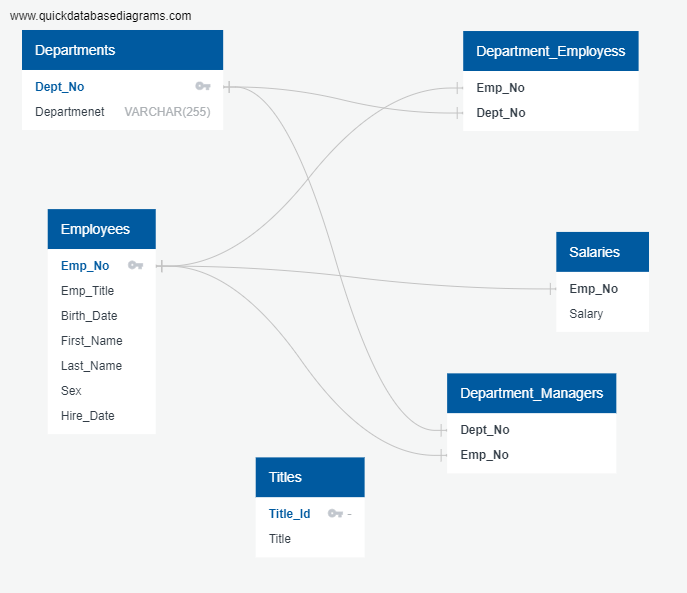 www.quickdatabasediagrams.com
Departments
Dept_No
Departmenet VARCHAR(255)
Department_Employess
Emp_No
Dept_No
Employees
Emp_No
Emp_Title
Birth_Date
First_Name
Last_Name
Sex
Hire_Date
Salaries
Emp_No
Salary
Department_Managers
Dept_No
Emp_No
Titles
Title_Id -
Title